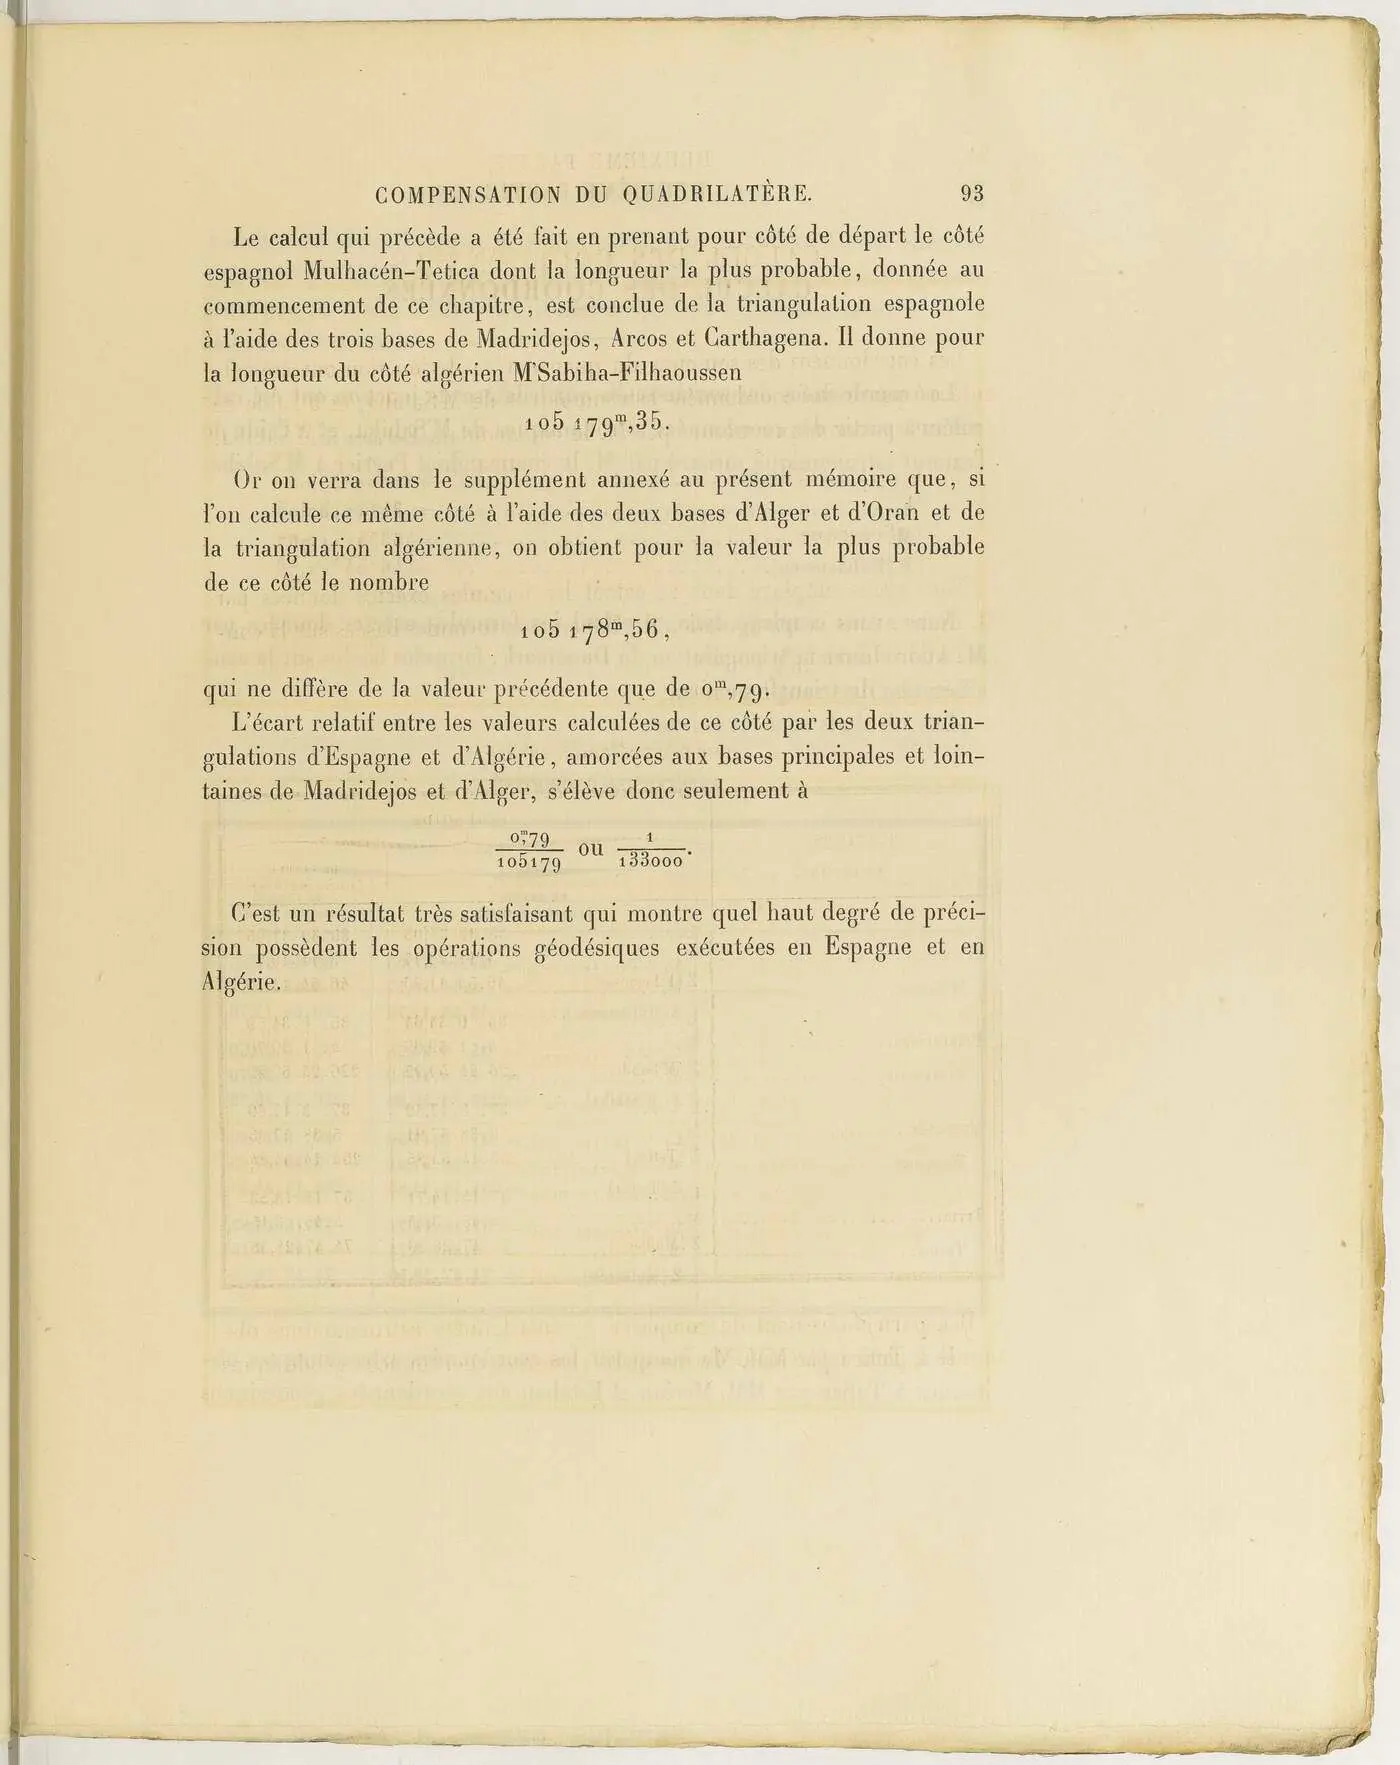 COMPENSATION DU QUADRILATÈRE. 93
Le calcul qui précède a été fait en prenant pour côté de départ le côté
espagnol Mulhacén-Tetica dont la longueur la plus probable, donnée au
commencement de ce chapitre, est conclue de la triangulation espagnole
à l'aide des trois bases de Madridejos, Arcos et Carthagena. Il donne pour
la longueur du côté algérien M'Sabiha-Filhaoussen
105 179ᵐ,35.
Or on verra dans le supplément annexé au présent mémoire que, si
l'on calcule ce même côté à l'aide des deux bases d'Alger et d'Oran et de
la triangulation algérienne, on obtient pour la valeur la plus probable
de ce côté le nombre
105 178ᵐ,56,
qui ne diffère de la valeur précédente que de 0ᵐ,79.
L'écart relatif entre les valeurs calculées de ce côté par les deux trian-
gulations d'Espagne et d'Algérie, amorcées aux bases principales et loin-
taines de Madridejos et d'Alger, s'élève donc seulement à
0ᵐ,79/105179 ou 1/133000.
C'est un résultat très satisfaisant qui montre quel haut degré de préci-
sion possèdent les opérations géodésiques exécutées en Espagne et en
Algérie.